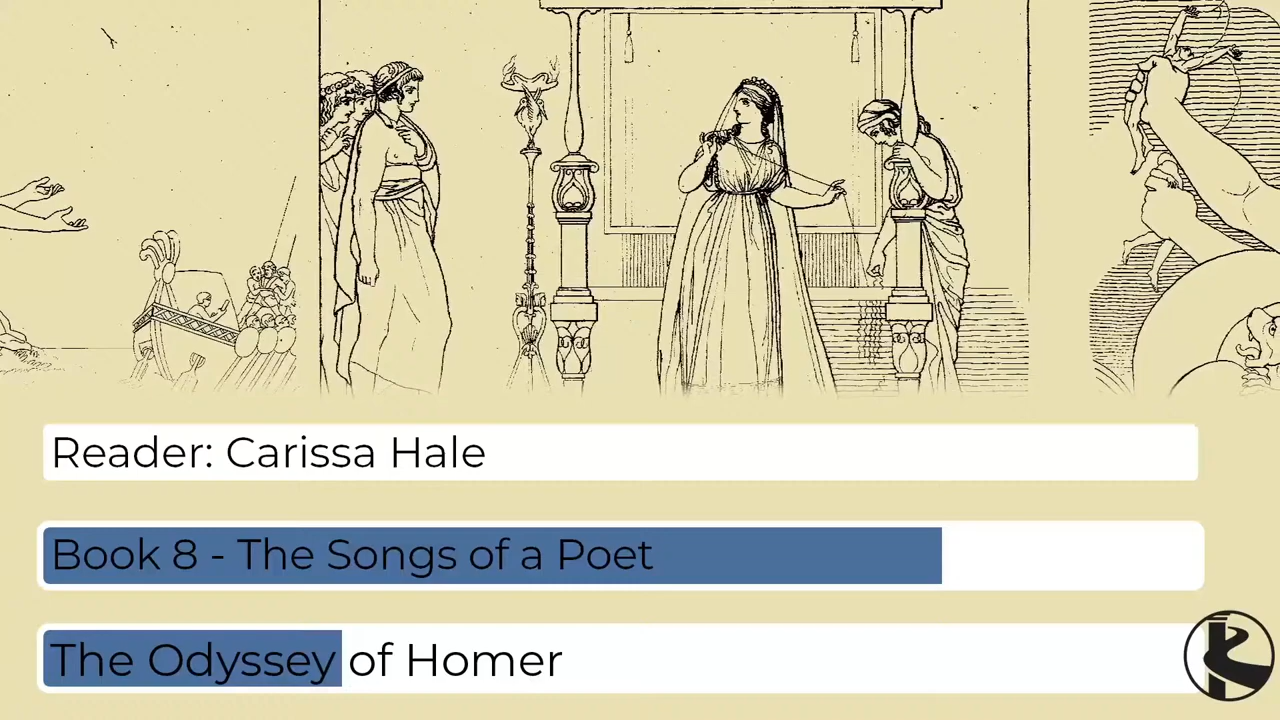 Reader: Carissa Hale
Book 8 - The Songs of a Poet
The Odyssey of Homer